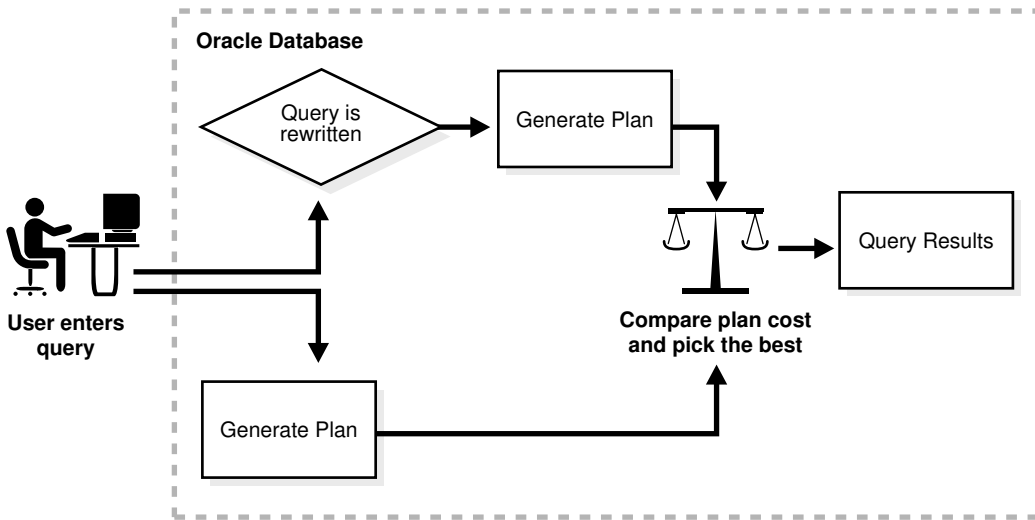 Oracle Database
Query is
rewritten
Generate Plan
Query Results
User enters
query
Compare plan cost
and pick the best
Generate Plan